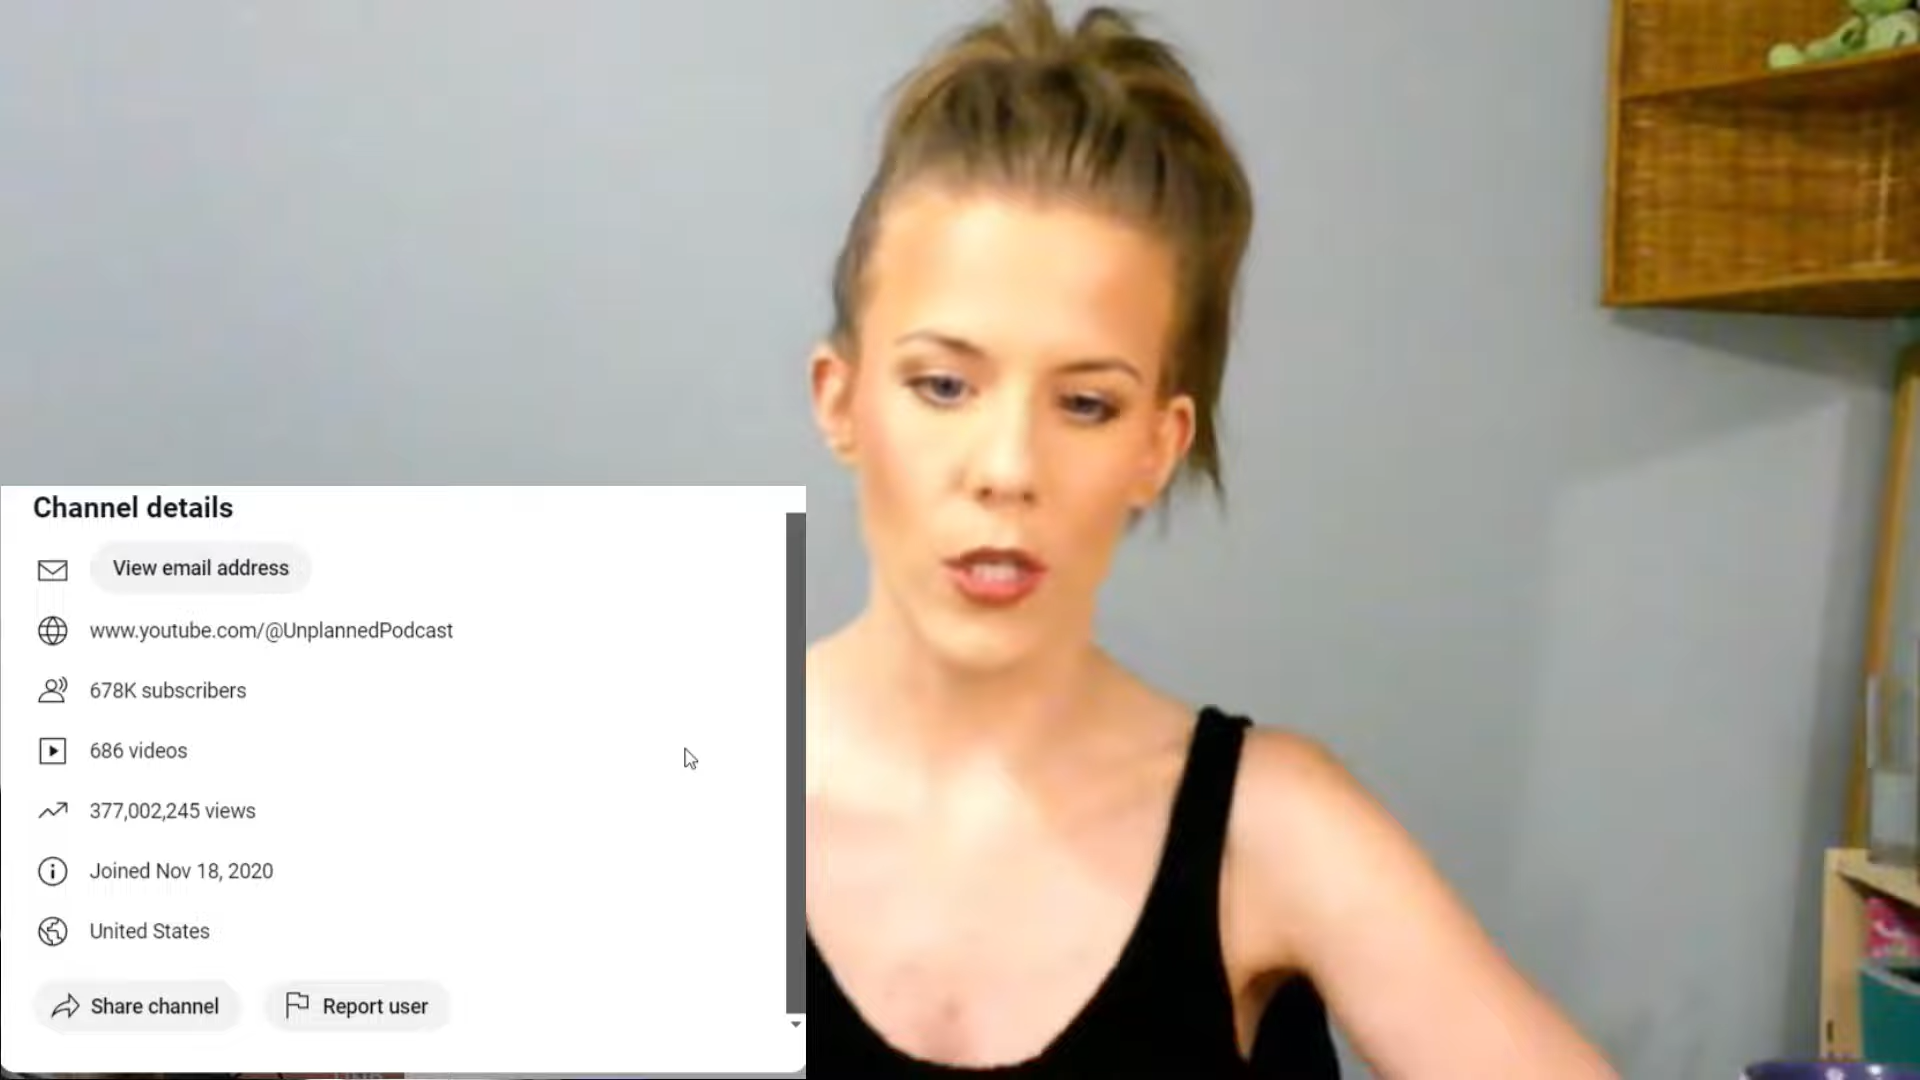 Channel details
View email address
www.youtube.com/@UnplannedPodcast
678K subscribers
686 videos
377,002,245 views
Joined Nov 18, 2020
United States
Share channel
Report user